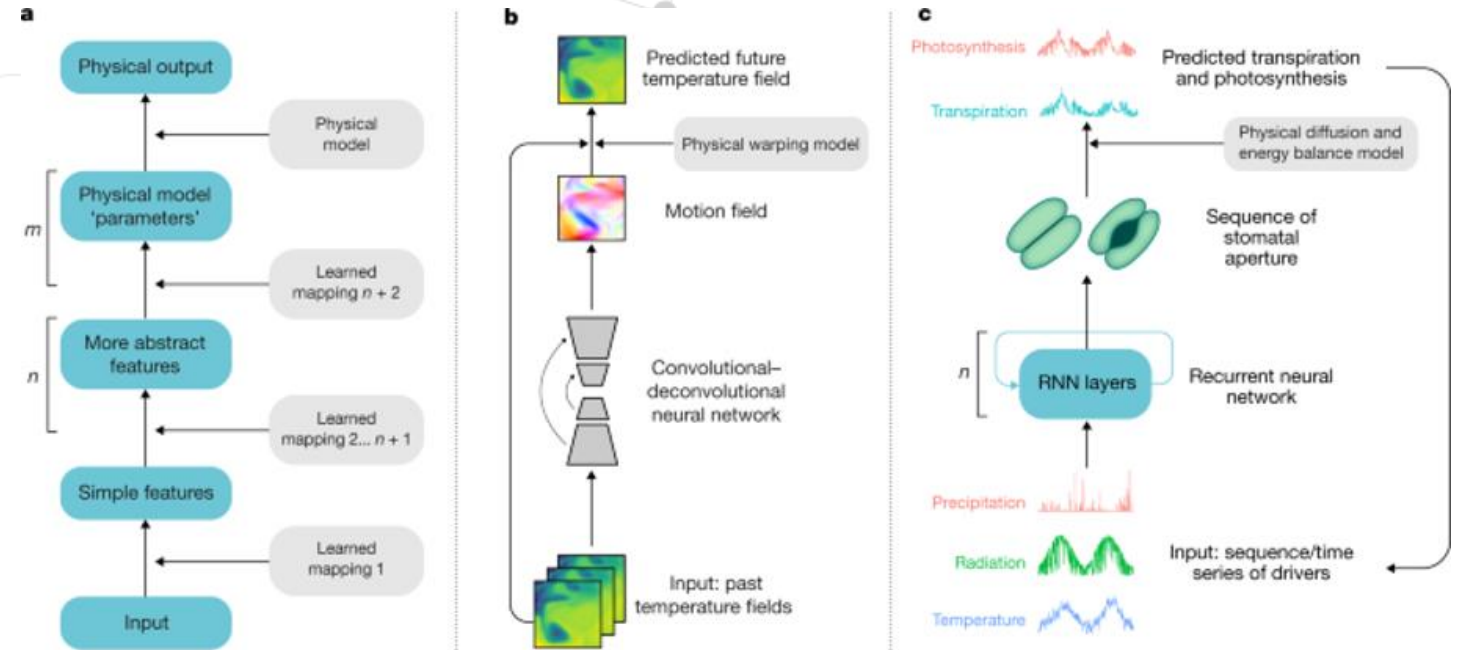 a
Physical output
Physical
model
Physical model
‘parameters’
m
Learned
mapping n + 2
More abstract
features
n
Learned
mapping 2... n + 1
Simple features
Learned
mapping 1
Input
b
Predicted future
temperature field
Physical warping model
Motion field
Convolutional–
deconvolutional
neural network
Input: past
temperature fields
c
Photosynthesis
Predicted transpiration
and photosynthesis
Transpiration
Physical diffusion and
energy balance model
Sequence of
stomatal
aperture
n
RNN layers
Recurrent neural
network
Precipitation
Radiation
Input: sequence/time
series of drivers
Temperature